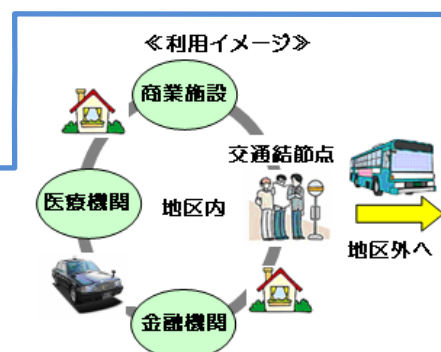 ≪利用イメージ≫
商業施設
交通結節点
医療機関
地区内
地区外へ
金融機関